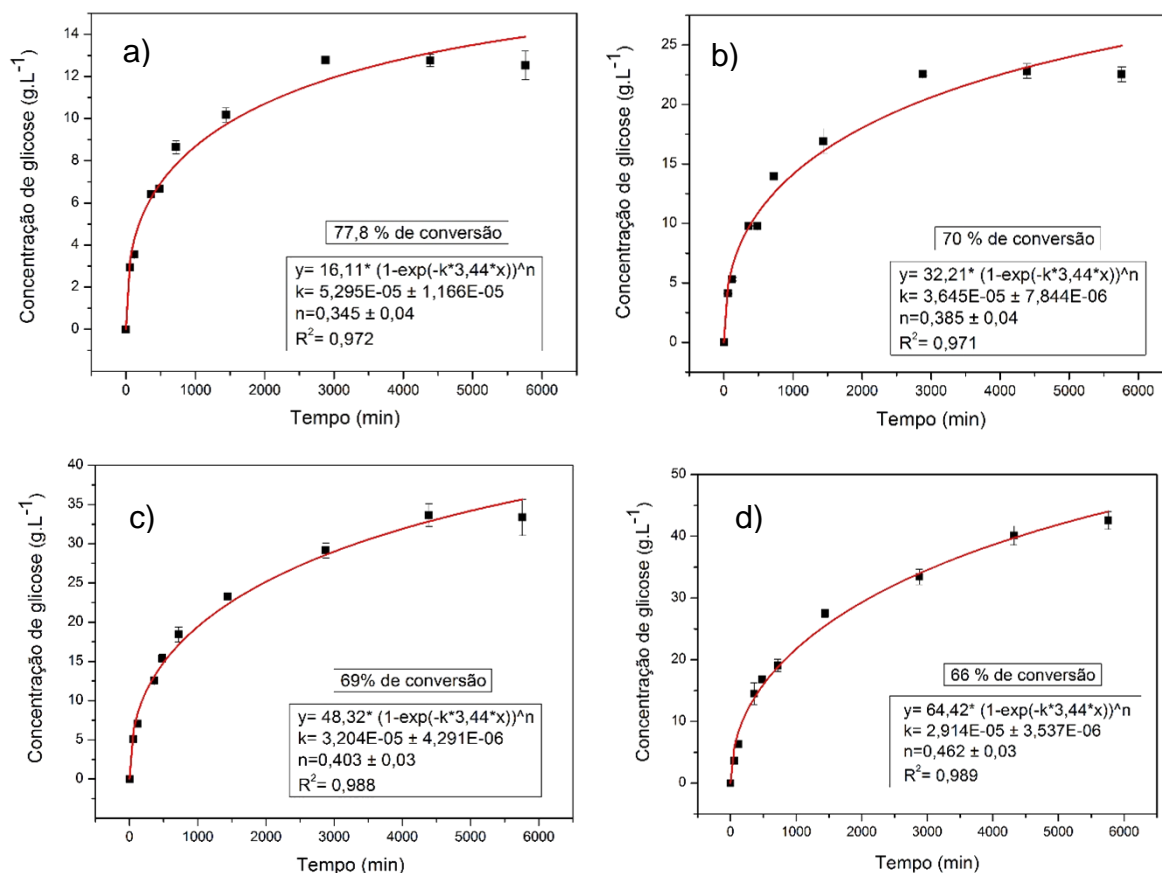 a)
Concentração de glicose (g.L⁻¹)
14
12
10
8
6
4
2
0
77,8 % de conversão
y= 16,11* (1-exp(-k*3,44*x))^n
k= 5,295E-05 ± 1,166E-05
n=0,345 ± 0,04
R²= 0,972
0 1000 2000 3000 4000 5000 6000
Tempo (min)
b)
Concentração de glicose (g.L⁻¹)
25
20
15
10
5
0
70 % de conversão
y= 32,21* (1-exp(-k*3,44*x))^n
k= 3,645E-05 ± 7,844E-06
n=0,385 ± 0,04
R²= 0,971
0 1000 2000 3000 4000 5000 6000
Tempo (min)
c)
Concentração de glicose (g.L⁻¹)
40
35
30
25
20
15
10
5
0
69% de conversão
y= 48,32* (1-exp(-k*3,44*x))^n
k= 3,204E-05 ± 4,291E-06
n=0,403 ± 0,03
R²= 0,988
0 1000 2000 3000 4000 5000 6000
Tempo (min)
d)
Concentração de glicose (g.L⁻¹)
50
40
30
20
10
0
66 % de conversão
y= 64,42* (1-exp(-k*3,44*x))^n
k= 2,914E-05 ± 3,537E-06
n=0,462 ± 0,03
R²= 0,989
0 1000 2000 3000 4000 5000 6000
Tempo (min)